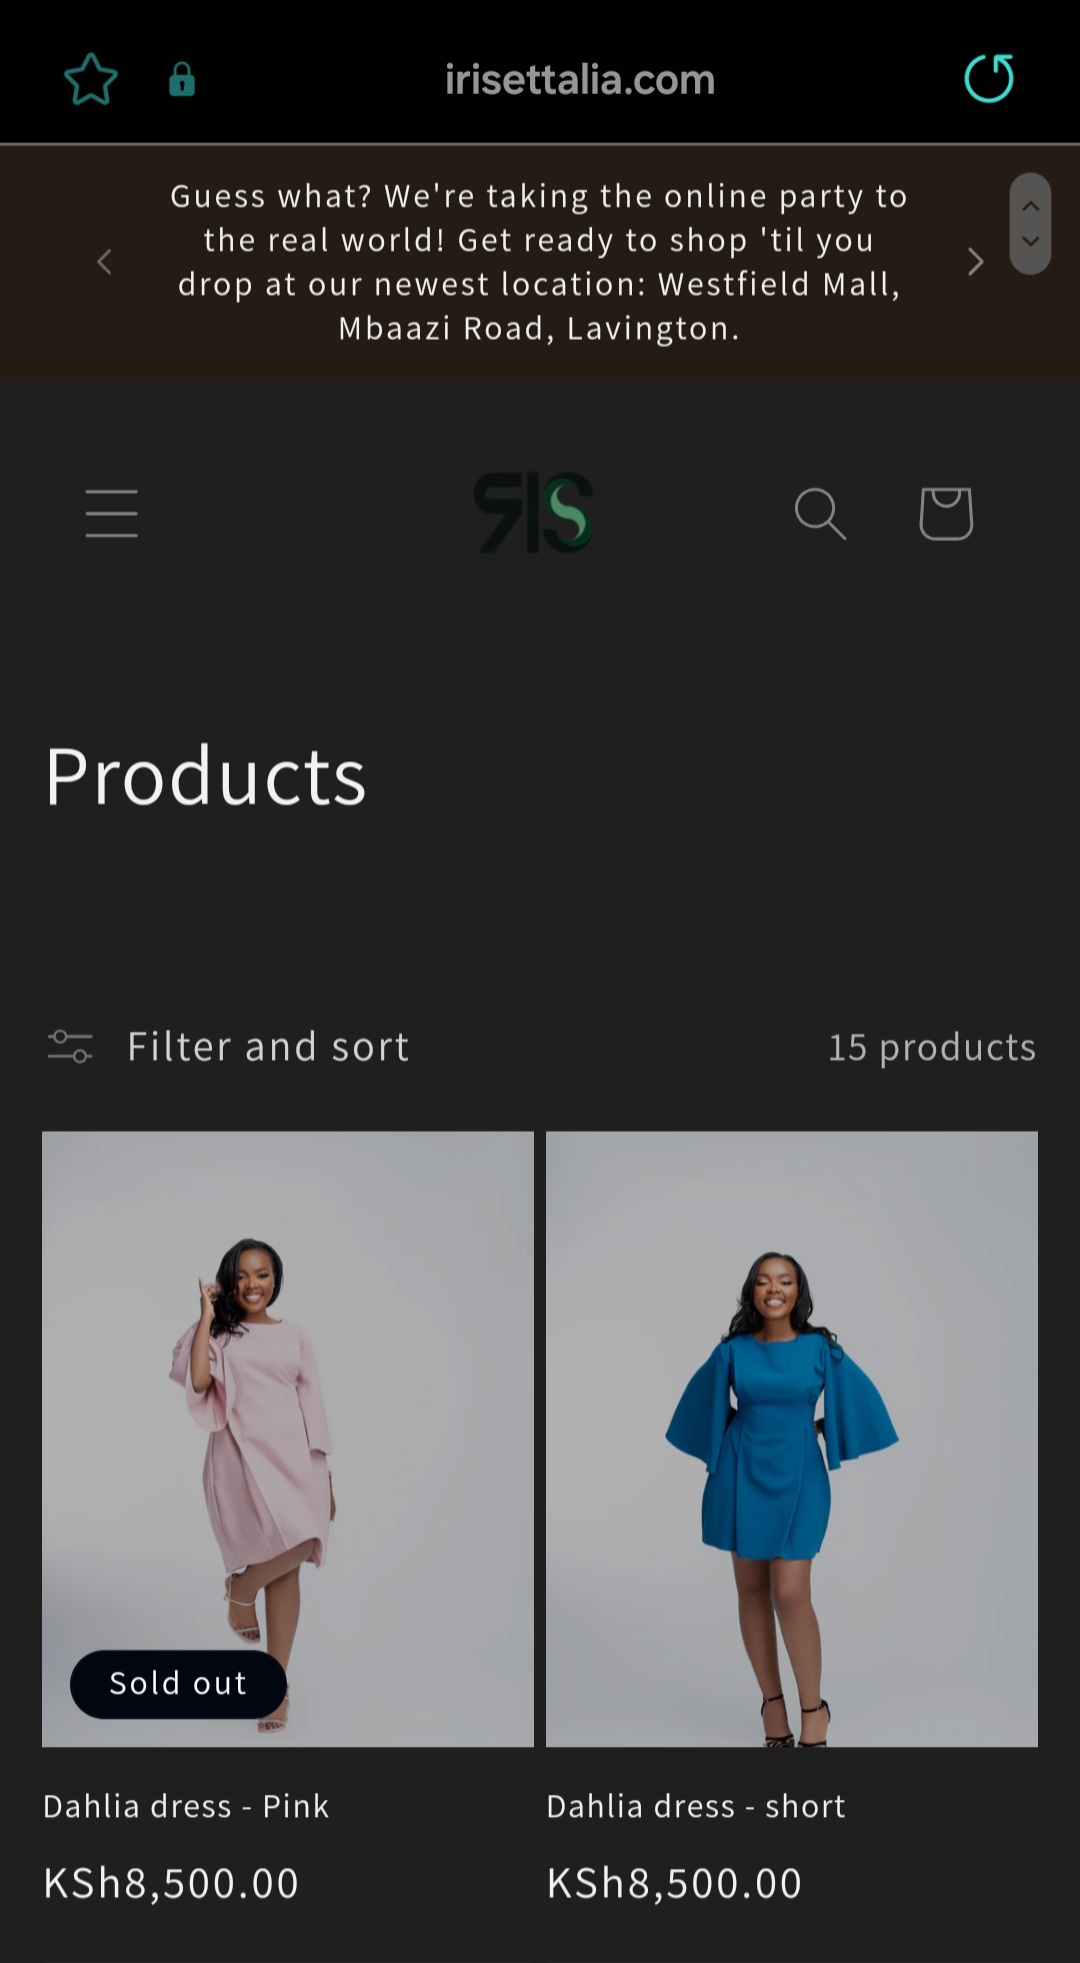 irisettalia.com
Guess what? We're taking the online party to
the real world! Get ready to shop 'til you
drop at our newest location: Westfield Mall,
Mbaazi Road, Lavington.
Products
Filter and sort
15 products
Sold out
Dahlia dress - Pink
KSh8,500.00
Dahlia dress - short
KSh8,500.00